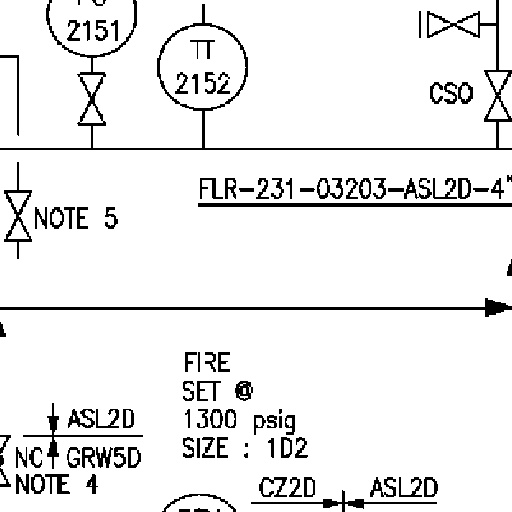 2151
TT
2152
CSO
FLR-231-03203-ASL2D-4"
NOTE 5
FIRE
SET @
1300 psig
SIZE : 1D2
ASL2D
NC GRW5D
NOTE 4
CZ2D ASL2D